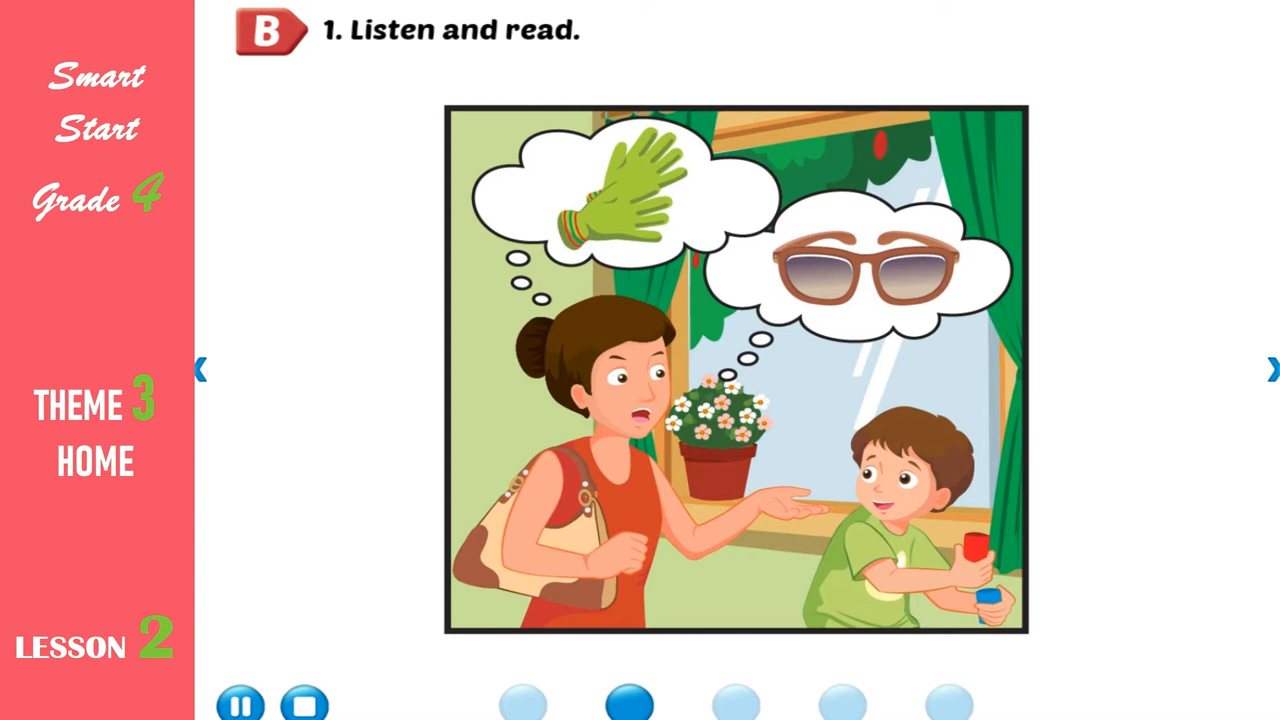 Smart
Start
Grade 4
THEME 3
HOME
LESSON 2
B 1. Listen and read.